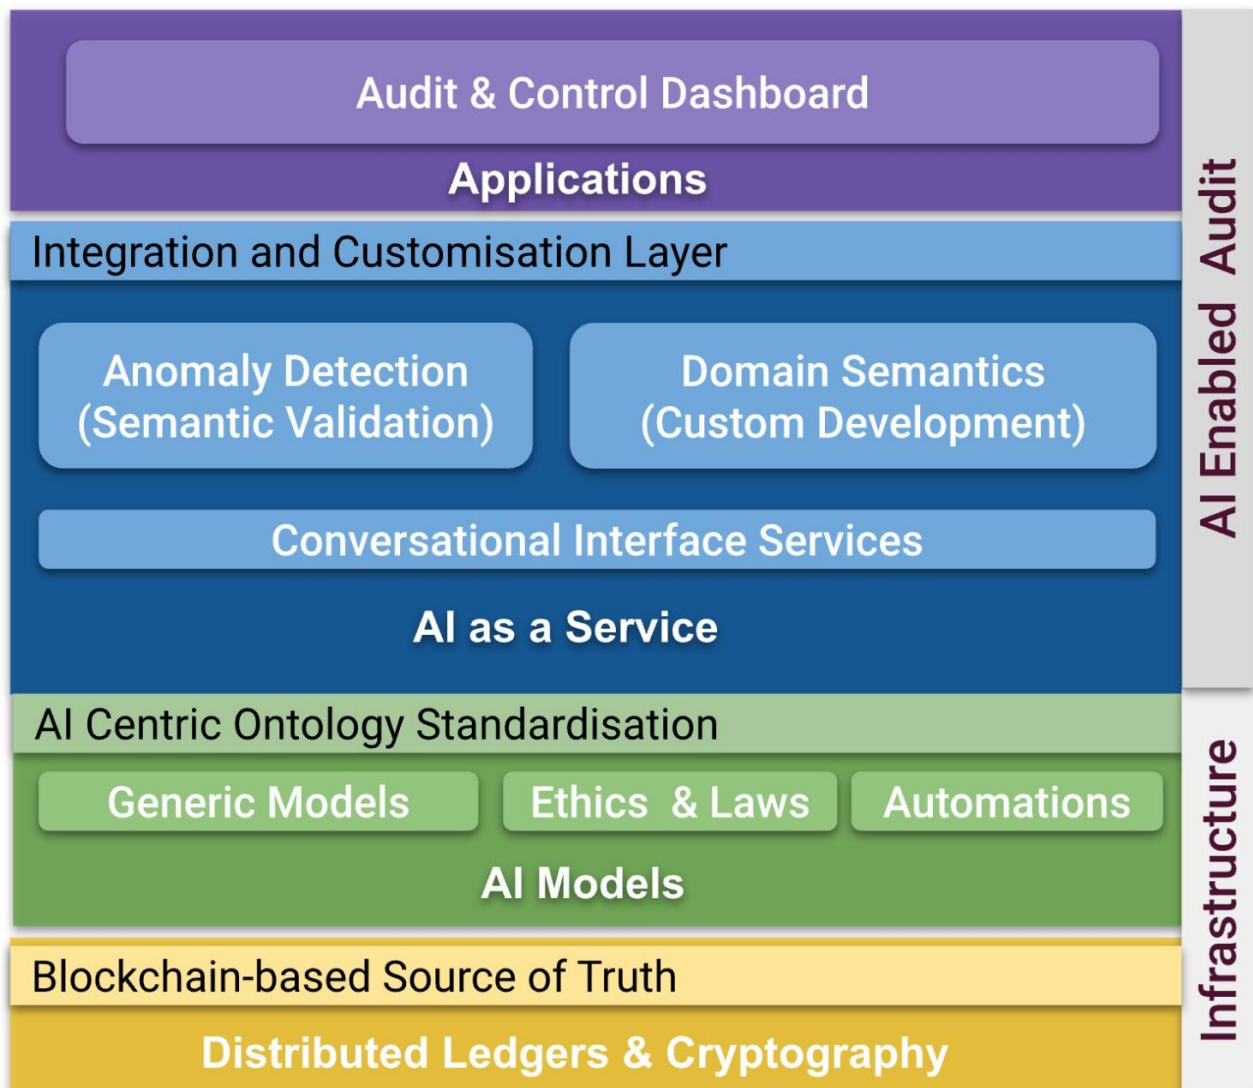 Audit & Control Dashboard
Applications
Integration and Customisation Layer
Anomaly Detection
(Semantic Validation)
Domain Semantics
(Custom Development)
Conversational Interface Services
AI as a Service
AI Centric Ontology Standardisation
Generic Models
Ethics & Laws
Automations
AI Models
Blockchain-based Source of Truth
Distributed Ledgers & Cryptography
AI Enabled Audit
Infrastructure